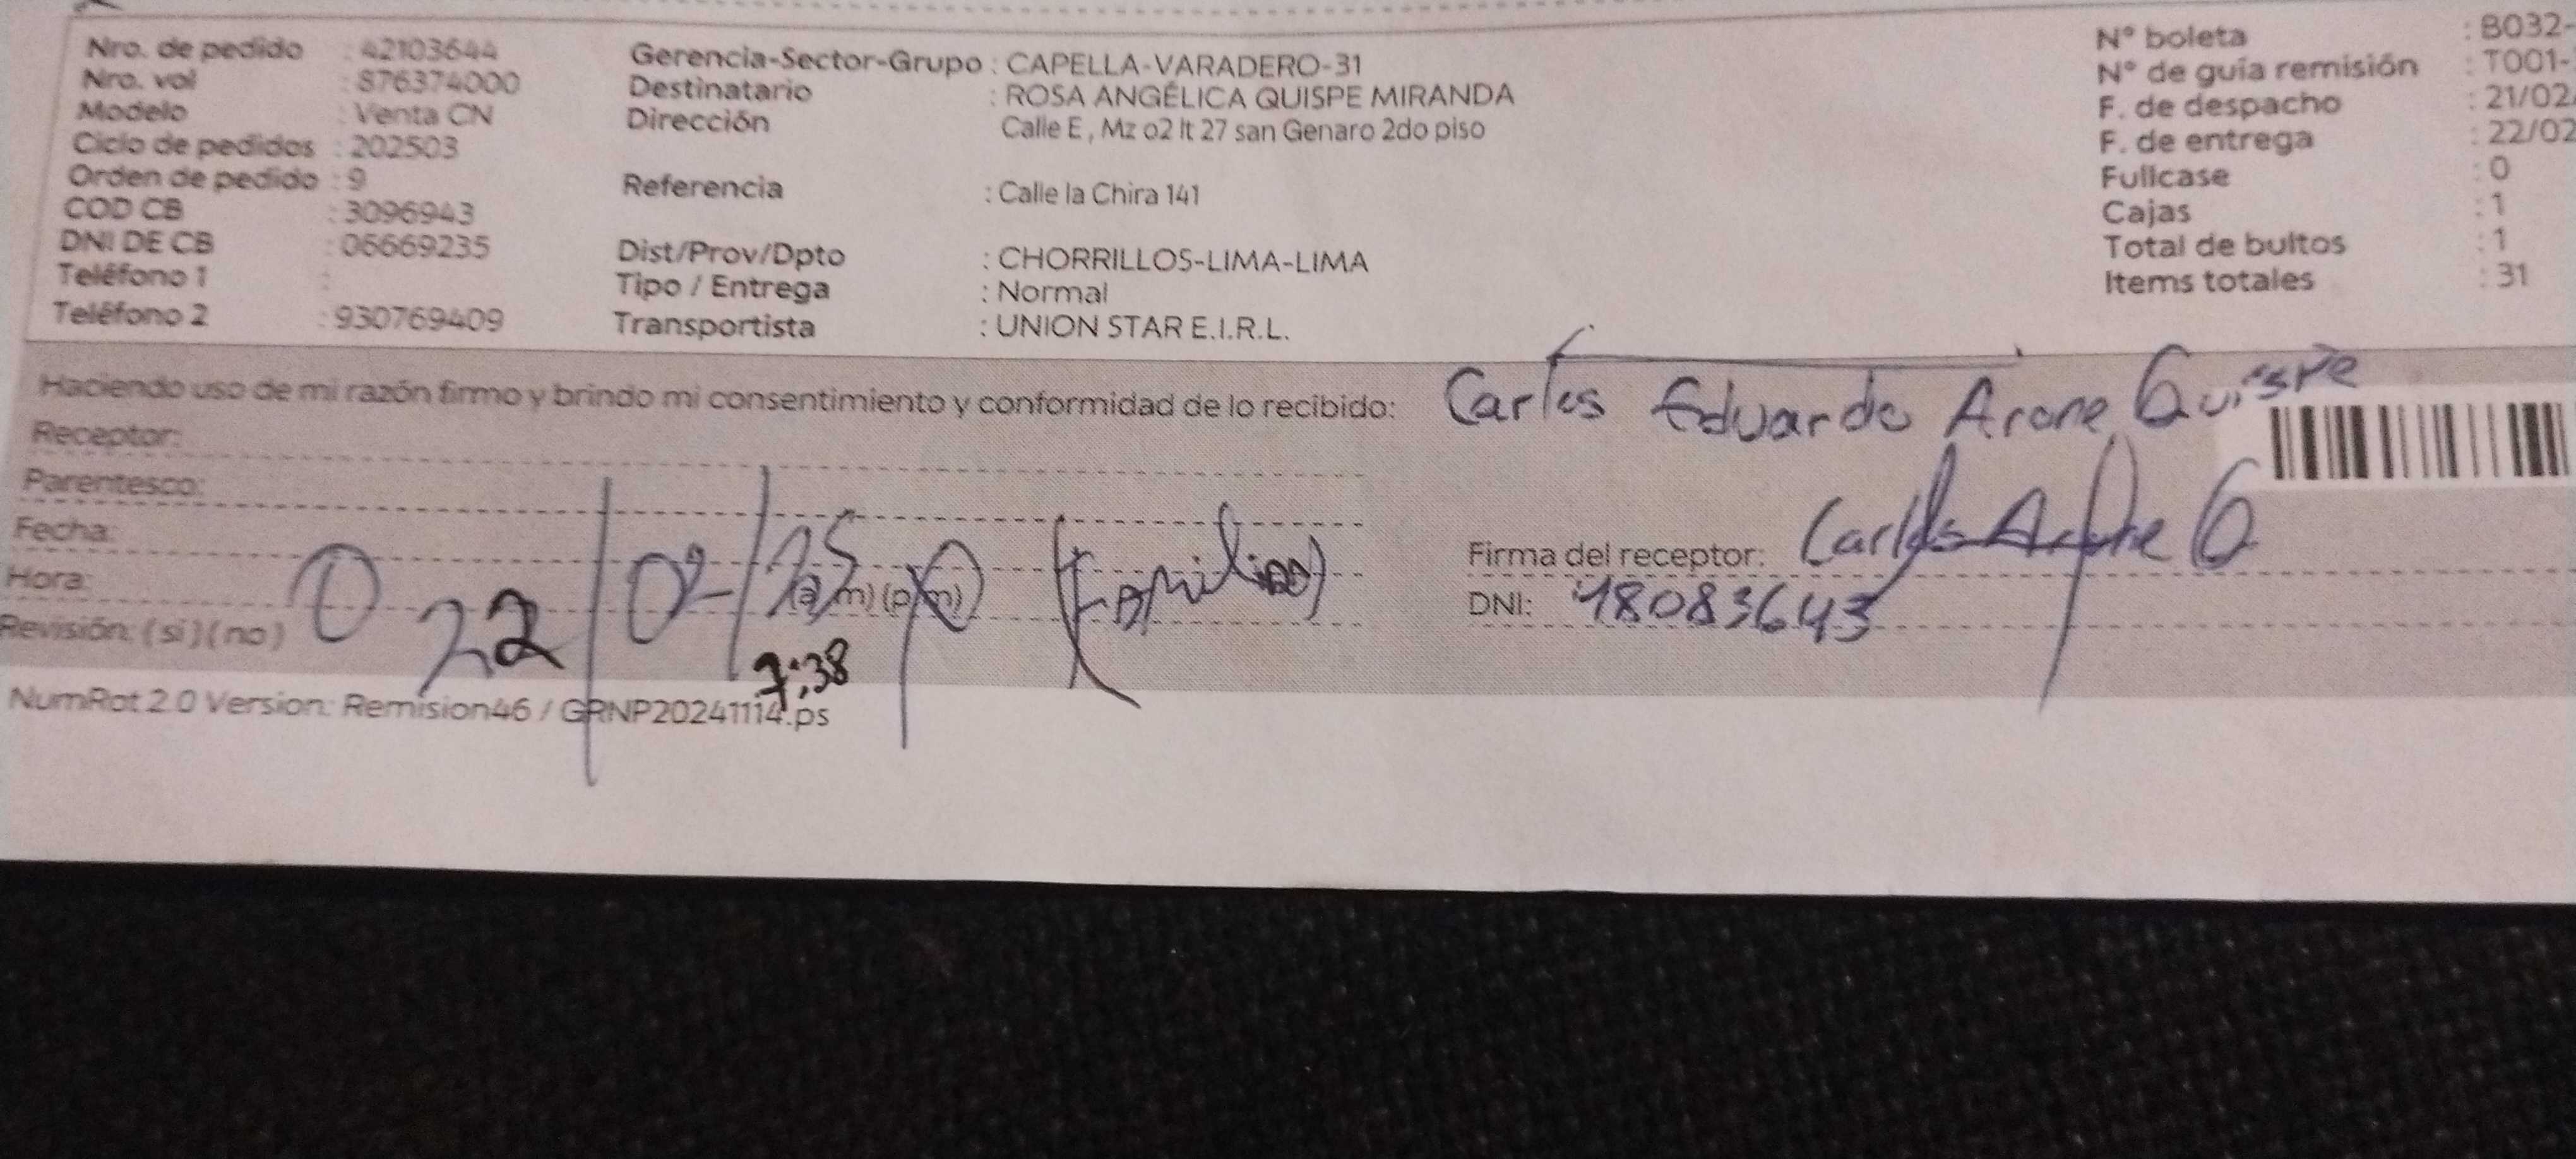 Nro. de pedido : 42103644
Nro. vol : 876374000
Modelo : Venta CN
Ciclo de pedidos : 202503
Orden de pedido : 9
COD CB : 3096943
DNI DE CB : 06669235
Teléfono 1 :
Teléfono 2 : 930769409
Gerencia-Sector-Grupo : CAPELLA-VARADERO-31
Destinatario : ROSA ANGÉLICA QUISPE MIRANDA
Dirección Calle E , Mz o2 lt 27 san Genaro 2do piso
Referencia : Calle la Chira 141
Dist/Prov/Dpto : CHORRILLOS-LIMA-LIMA
Tipo / Entrega : Normal
Transportista : UNION STAR E.I.R.L.
N° boleta : B032-
N° de guía remisión : T001-
F. de despacho : 21/02
F. de entrega : 22/02
Fullcase : 0
Cajas : 1
Total de bultos : 1
Items totales : 31
Haciendo uso de mi razón firmo y brindo mi consentimiento y conformidad de lo recibido: Carlos Eduardo Arone Quispe
Receptor:
Parentesco:
Fecha:
Hora: (a m) (p m)
Revisión: ( si ) ( no )
22/02/25 (Familiar)
7:38
Firma del receptor: Carlos Arone Q
DNI: 48083643
NumRot 2.0 Version: Remision46 / GRNP20241114.ps